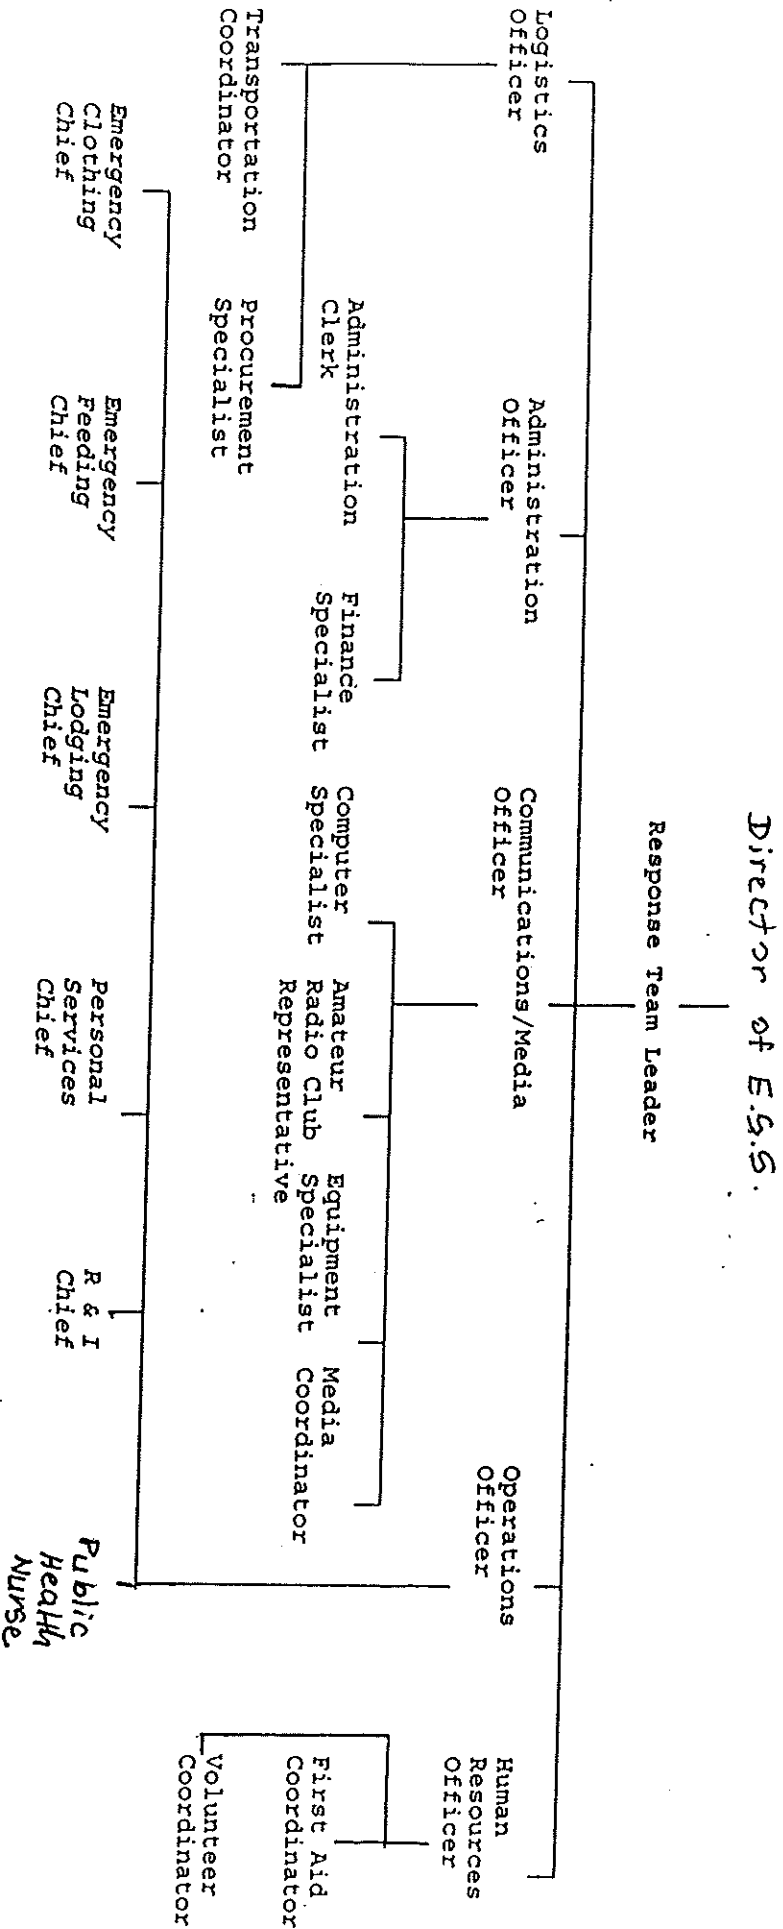 Director of E.S.S.
Response Team Leader
Logistics
Officer
Administration
Officer
Communications/Media
Officer
Operations
Officer
Human
Resources
Officer
Transportation
Coordinator
Procurement
Specialist
Administration
Clerk
Finance
Specialist
Computer
Specialist
Amateur
Radio Club
Representative
Equipment
Specialist
Media
Coordinator
First Aid
Coordinator
Volunteer
Coordinator
Emergency
Clothing
Chief
Emergency
Feeding
Chief
Emergency
Lodging
Chief
Personal
Services
Chief
R & I
Chief
Public
Health
Nurse